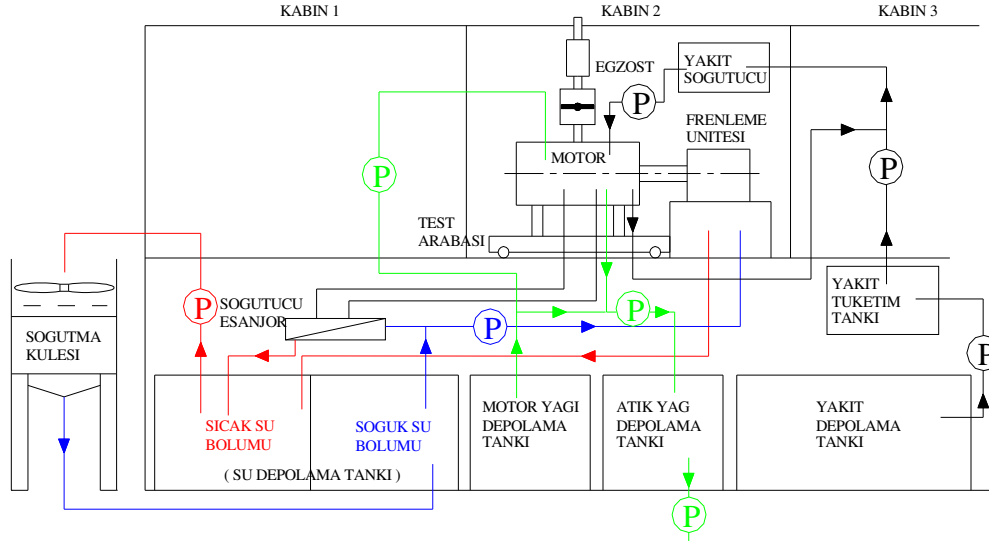 KABIN 1
KABIN 2
KABIN 3
EGZOST
YAKIT
SOGUTUCU
P
FRENLEME
UNITESI
MOTOR
P
P
TEST
ARABASI
YAKIT
TUKETIM
TANKI
SOGUTUCU
ESANJOR
P
P
P
P
SOGUTMA
KULESI
SICAK SU
BOLUMU
SOGUK SU
BOLUMU
( SU DEPOLAMA TANKI )
MOTOR YAGI
DEPOLAMA
TANKI
ATIK YAG
DEPOLAMA
TANKI
YAKIT
DEPOLAMA
TANKI
P